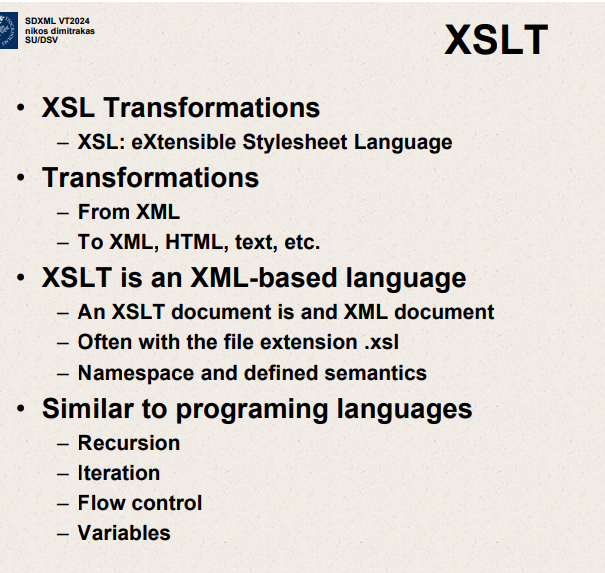 SDXML VT2024
nikos dimitrakas
SU/DSV
XSLT
• XSL Transformations
– XSL: eXtensible Stylesheet Language
• Transformations
– From XML
– To XML, HTML, text, etc.
• XSLT is an XML-based language
– An XSLT document is and XML document
– Often with the file extension .xsl
– Namespace and defined semantics
• Similar to programing languages
– Recursion
– Iteration
– Flow control
– Variables